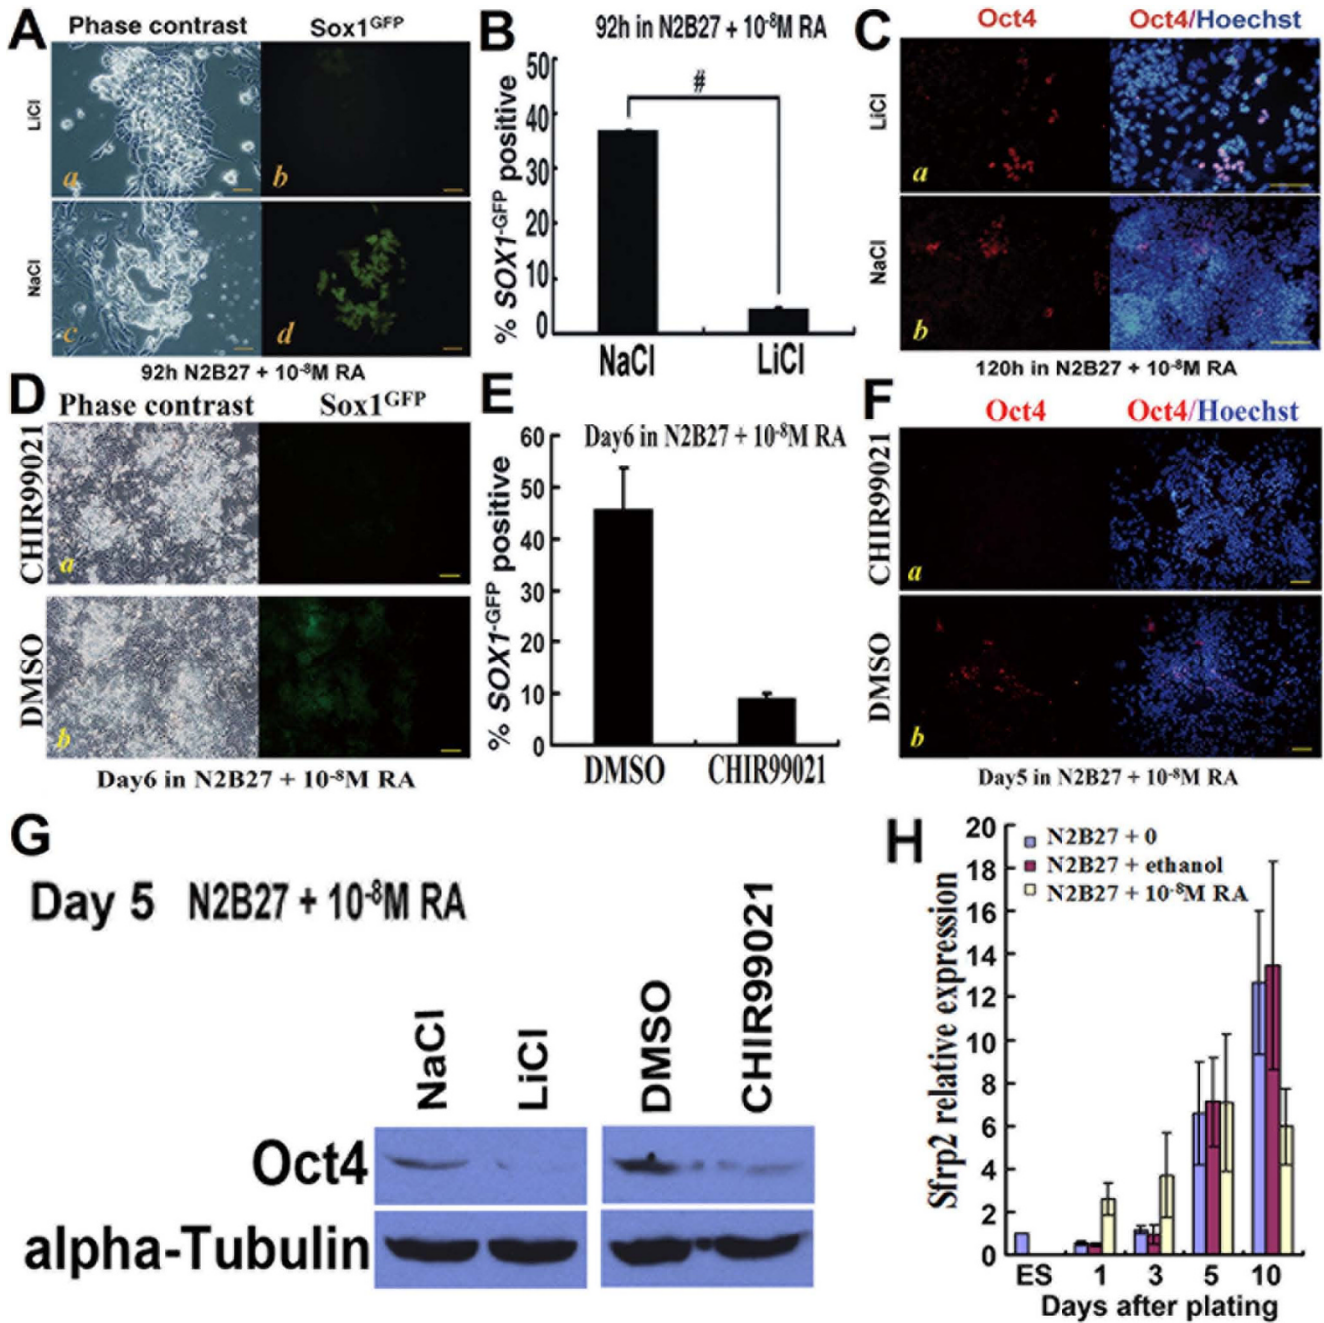 A
Phase contrast
Sox1GFP
LiCl
a
b
NaCl
c
d
92h N2B27 + 10-8M RA
B
92h in N2B27 + 10-8M RA
% SOX1-GFP positive
50
40
30
20
10
0
#
NaCl
LiCl
C
Oct4
Oct4/Hoechst
LiCl
a
NaCl
b
120h in N2B27 + 10-8M RA
D
Phase contrast
Sox1GFP
CHIR99021
a
DMSO
b
Day6 in N2B27 + 10-8M RA
E
Day6 in N2B27 + 10-8M RA
% SOX1-GFP positive
60
50
40
30
20
10
0
DMSO
CHIR99021
F
Oct4
Oct4/Hoechst
CHIR99021
a
DMSO
b
Day5 in N2B27 + 10-8M RA
G
Day 5 N2B27 + 10-8M RA
NaCl
LiCl
DMSO
CHIR99021
Oct4
alpha-Tubulin
H
Sfrp2 relative expression
20
18
16
14
12
10
8
6
4
2
0
N2B27 + 0
N2B27 + ethanol
N2B27 + 10-8M RA
ES
1
3
5
10
Days after plating